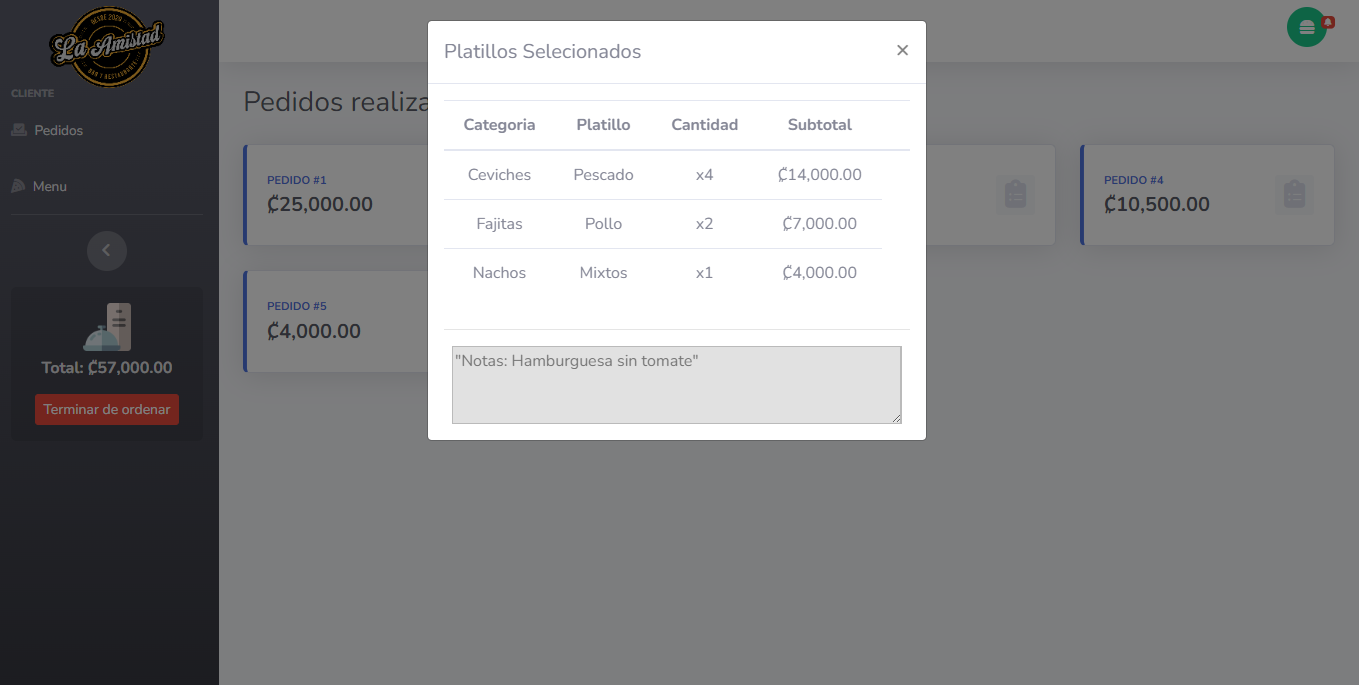 DESDE 2020
La Amistad
BAR Y RESTAURANTE
CLIENTE
Pedidos
Menu
Total: ₡57,000.00
Terminar de ordenar
Pedidos realiza
PEDIDO #1
₡25,000.00
PEDIDO #4
₡10,500.00
PEDIDO #5
₡4,000.00
Platillos Selecionados
×
Categoria Platillo Cantidad Subtotal
Ceviches Pescado x4 ₡14,000.00
Fajitas Pollo x2 ₡7,000.00
Nachos Mixtos x1 ₡4,000.00
"Notas: Hamburguesa sin tomate"